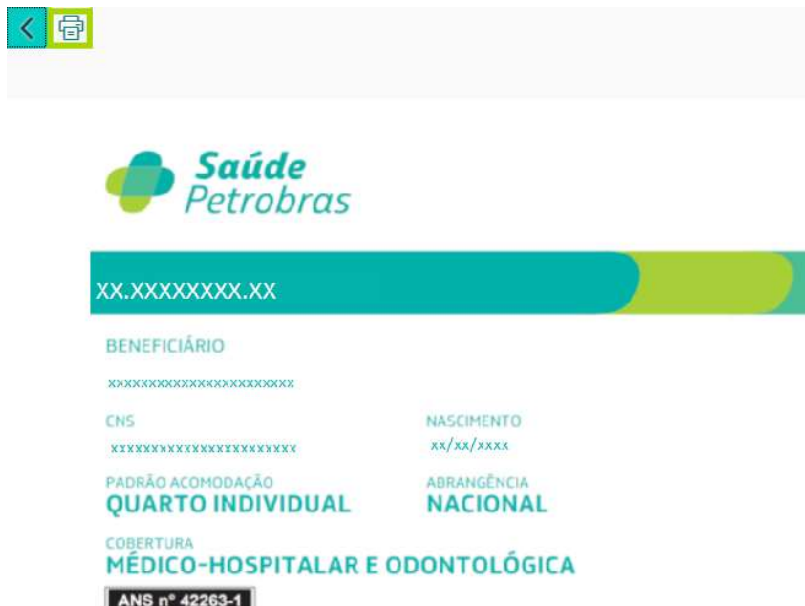 Saúde
Petrobras
XX.XXXXXXXX.XX
BENEFICIÁRIO
xxxxxxxxxxxxxxxxxxxxxxx
CNS
NASCIMENTO
xxxxxxxxxxxxxxxxxxxxxxx
xx/xx/xxxx
PADRÃO ACOMODAÇÃO
ABRANGÊNCIA
QUARTO INDIVIDUAL
NACIONAL
COBERTURA
MÉDICO-HOSPITALAR E ODONTOLÓGICA
ANS n° 42263-1